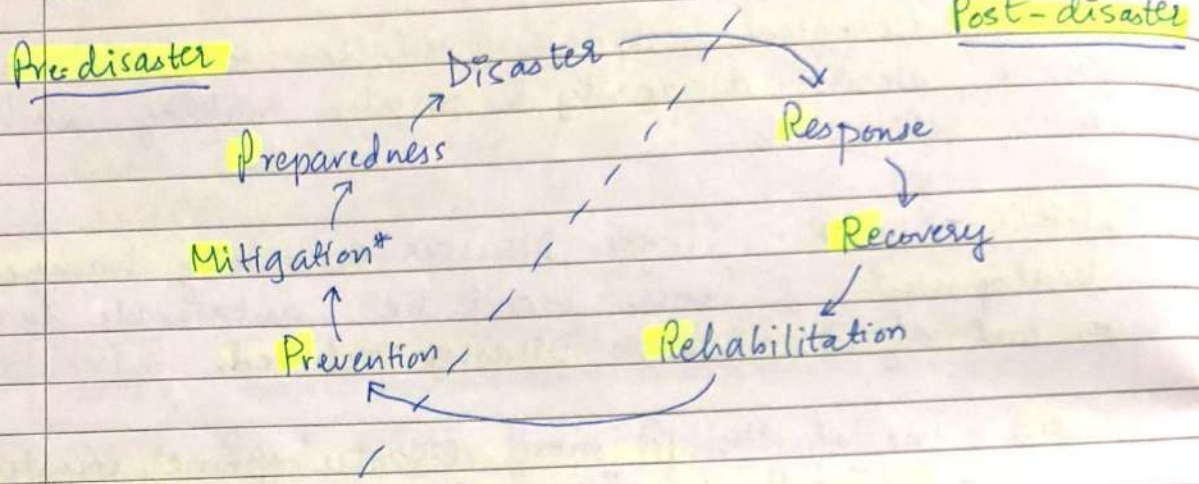 Post-disaster
Pre-disaster
Disaster
Response
Preparedness
Recovery
Mitigation*
Rehabilitation
Prevention